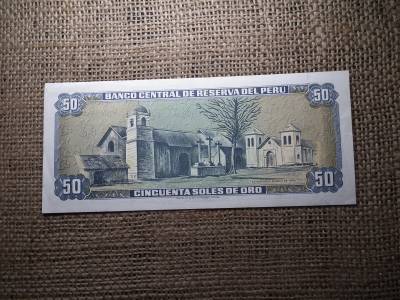 BANCO CENTRAL DE RESERVA DEL PERU
50 50
50 50
CINCUENTA SOLES DE ORO